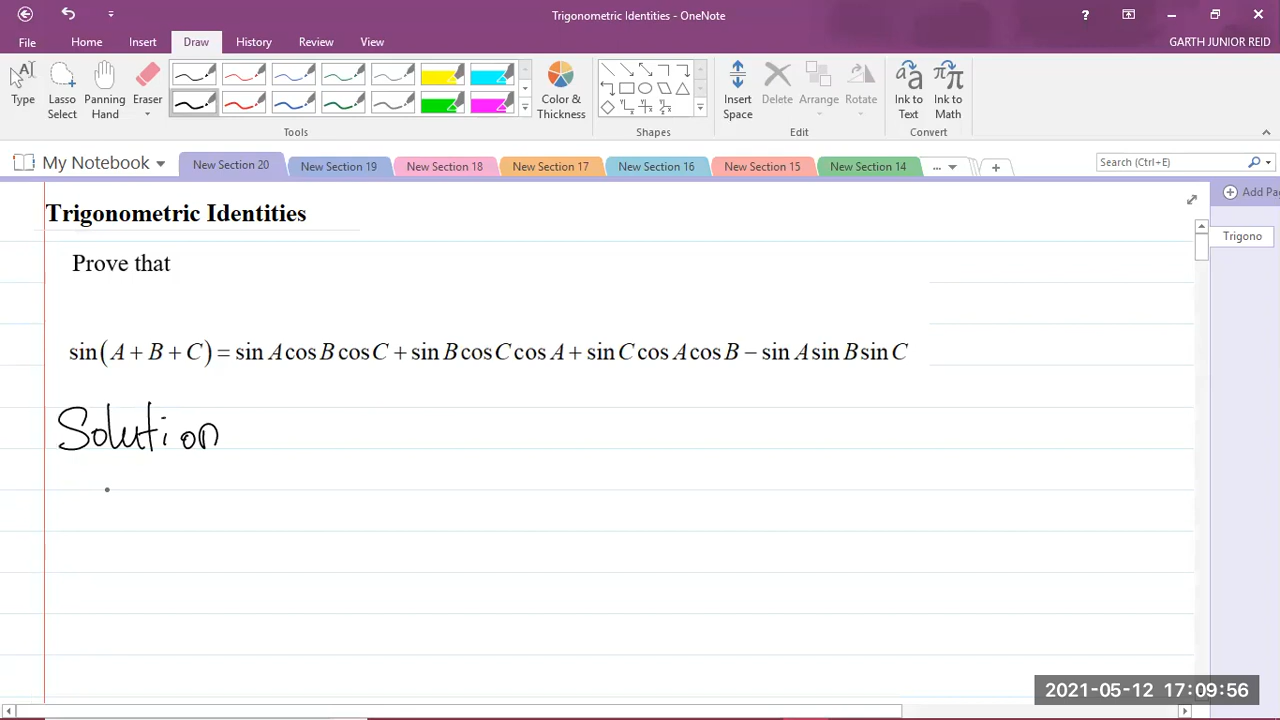 Trigonometric Identities - OneNote
GARTH JUNIOR REID
File Home Insert Draw History Review View
Type
Lasso Select
Panning Hand
Eraser
Color & Thickness
Insert Space
Delete
Arrange
Rotate
Ink to Text
Ink to Math
Tools
Shapes
Edit
Convert
My Notebook
New Section 20
New Section 19
New Section 18
New Section 17
New Section 16
New Section 15
New Section 14
...
Search (Ctrl+E)
Add Pa
Trigono
Trigonometric Identities
Prove that
sin(A + B + C) = sin A cos B cos C + sin B cos C cos A + sin C cos A cos B − sin A sin B sin C
Solution
2021-05-12 17:09:56